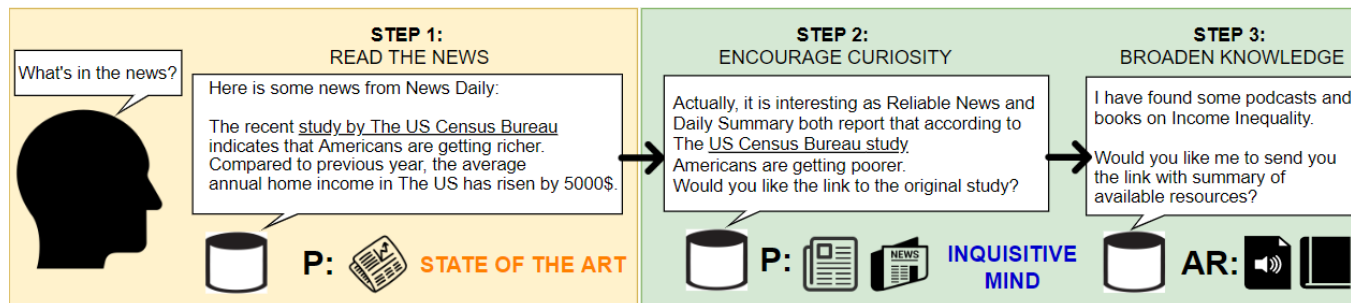 STEP 1:
READ THE NEWS
What's in the news?
Here is some news from News Daily:
The recent study by The US Census Bureau
indicates that Americans are getting richer.
Compared to previous year, the average
annual home income in The US has risen by 5000$.
P:
STATE OF THE ART
STEP 2:
ENCOURAGE CURIOSITY
Actually, it is interesting as Reliable News and
Daily Summary both report that according to
The US Census Bureau study
Americans are getting poorer.
Would you like the link to the original study?
P:
NEWS
INQUISITIVE
MIND
STEP 3:
BROADEN KNOWLEDGE
I have found some podcasts and
books on Income Inequality.
Would you like me to send you
the link with summary of
available resources?
AR: